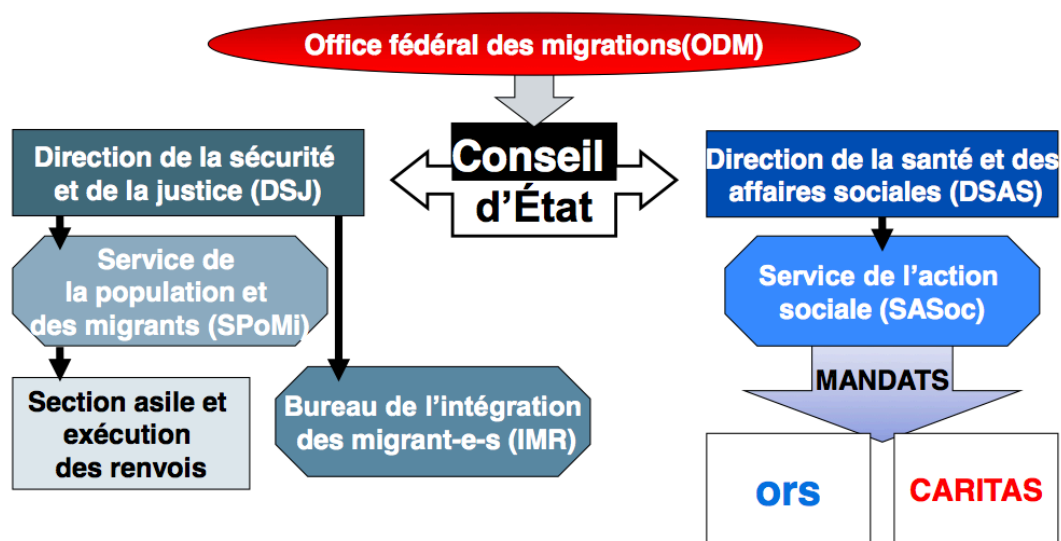 Office fédéral des migrations(ODM)
Direction de la sécurité
et de la justice (DSJ)
Conseil
d’État
Direction de la santé et des
affaires sociales (DSAS)
Service de
la population et
des migrants (SPoMi)
Service de l’action
sociale (SASoc)
Section asile et
exécution
des renvois
Bureau de l’intégration
des migrant-e-s (IMR)
MANDATS
ors
CARITAS